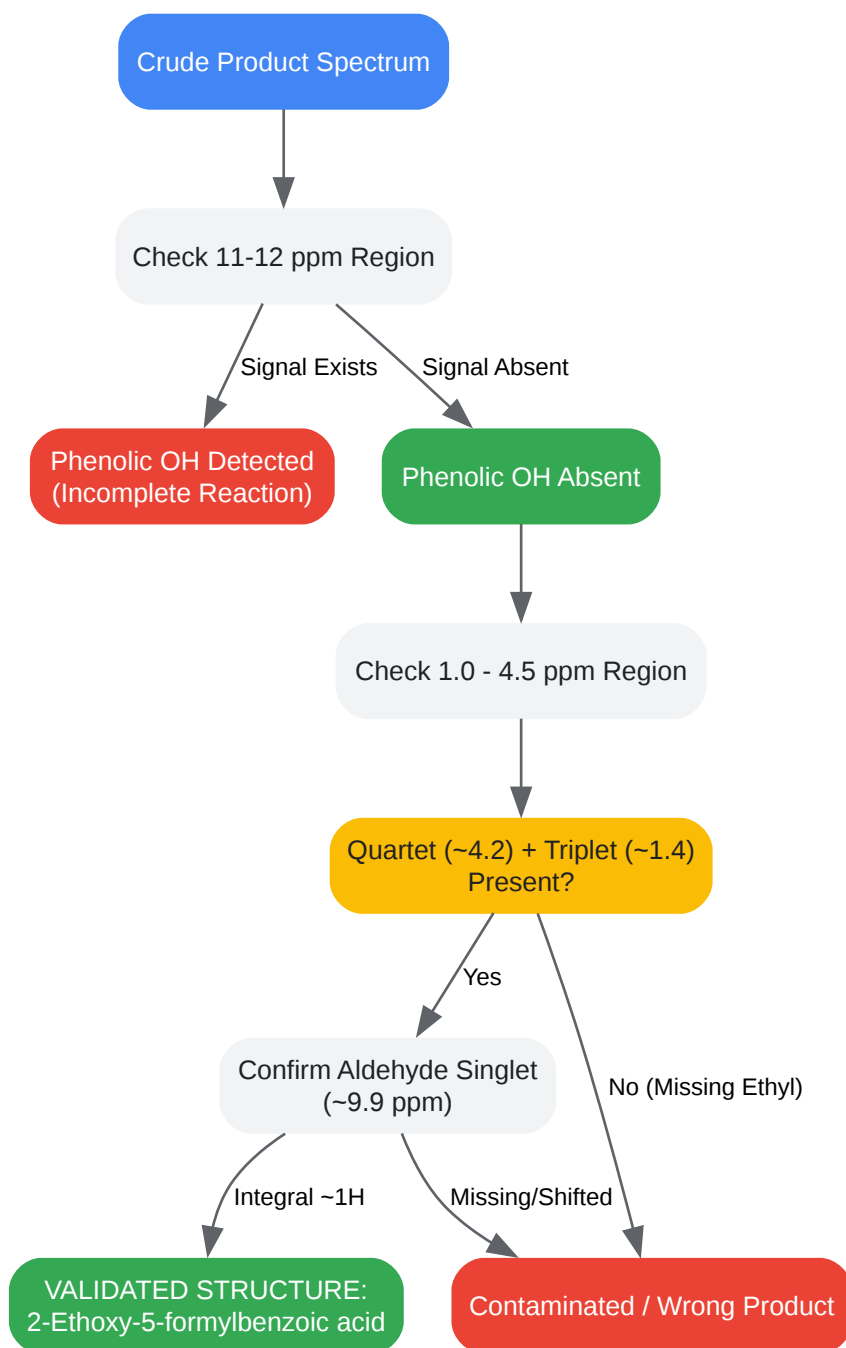 Crude Product Spectrum
Check 11-12 ppm Region
Signal Exists
Signal Absent
Phenolic OH Detected
(Incomplete Reaction)
Phenolic OH Absent
Check 1.0 - 4.5 ppm Region
Quartet (~4.2) + Triplet (~1.4)
Present?
Yes
Confirm Aldehyde Singlet
(~9.9 ppm)
No (Missing Ethyl)
Integral ~1H
Missing/Shifted
VALIDATED STRUCTURE:
2-Ethoxy-5-formylbenzoic acid
Contaminated / Wrong Product